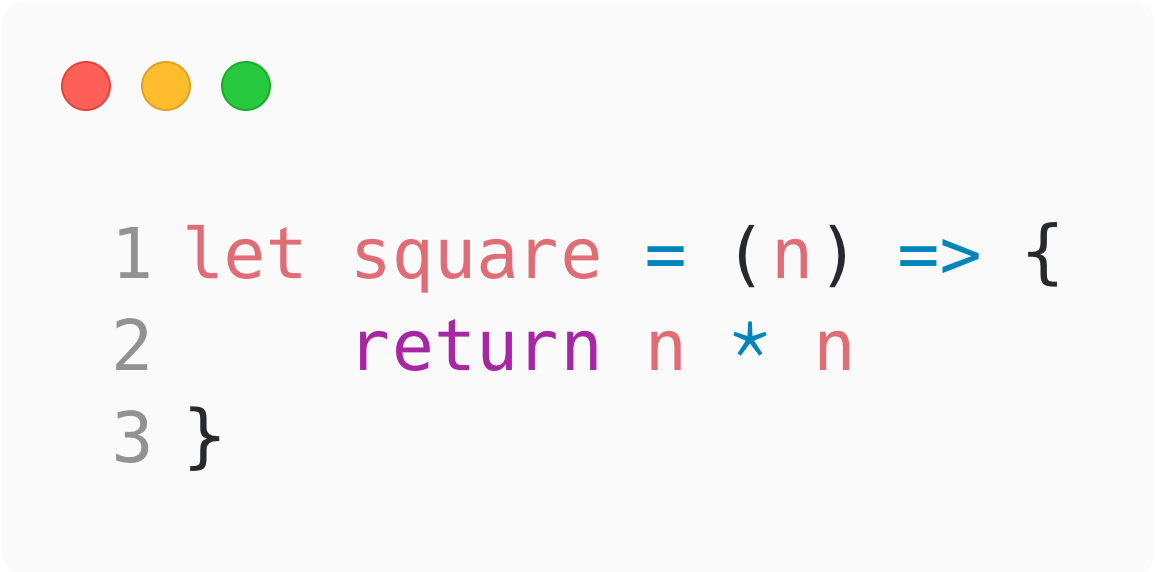 1 let square = (n) => {
2     return n * n
3 }